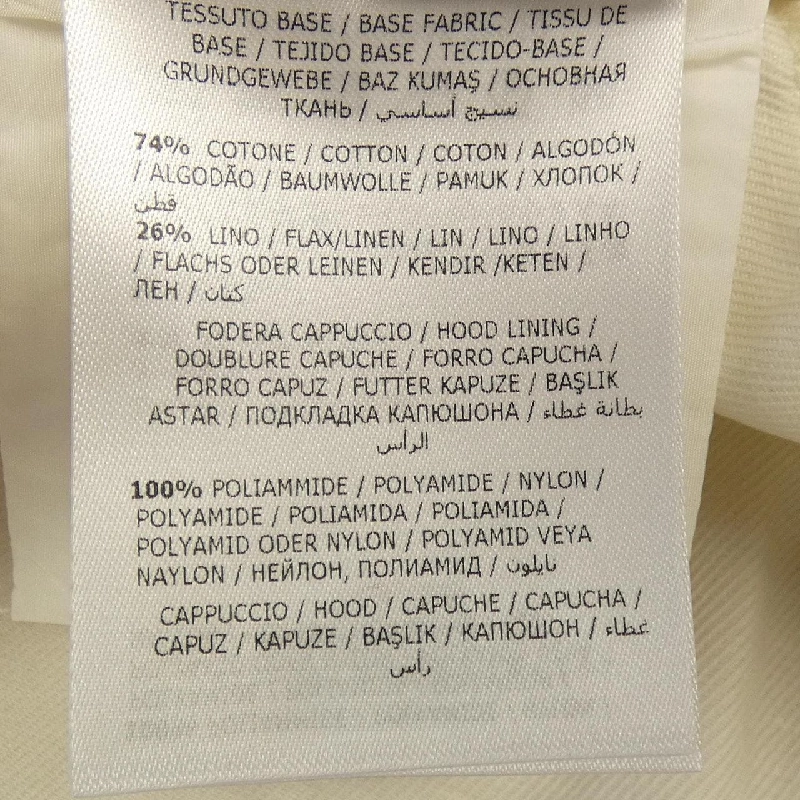 TESSUTO BASE / BASE FABRIC / TISSU DE
BASE / TEJIDO BASE / TECIDO-BASE /
GRUNDGEWEBE / BAZ KUMAŞ / ОСНОВНАЯ
ТКАНЬ / نسيج أساسي
74% COTONE / COTTON / COTON / ALGODÓN
/ ALGODÃO / BAUMWOLLE / PAMUK / ХЛОПОК /
قطن
26% LINO / FLAX/LINEN / LIN / LINO / LINHO
/ FLACHS ODER LEINEN / KENDIR /KETEN /
ЛЕН / كتان
FODERA CAPPUCCIO / HOOD LINING /
DOUBLURE CAPUCHE / FORRO CAPUCHA /
FORRO CAPUZ / FUTTER KAPUZE / BAŞLIK
ASTAR / ПОДКЛАДКА КАПЮШОНА / بطانة غطاء
الرأس
100% POLIAMMIDE / POLYAMIDE / NYLON /
POLYAMIDE / POLIAMIDA / POLIAMIDA /
POLYAMID ODER NYLON / POLYAMID VEYA
NAYLON / НЕЙЛОН, ПОЛИАМИД / نايلون
CAPPUCCIO / HOOD / CAPUCHE / CAPUCHA /
CAPUZ / KAPUZE / BAŞLIK / КАПЮШОН / غطاء
رأس